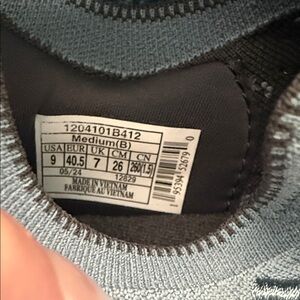 1204101B412
Medium(B)
USA EUR UK CM CN
9 40.5 7 26 260(1.5)
05/24 12829
MADE IN VIETNAM
FABRIQUE AU VIETNAM